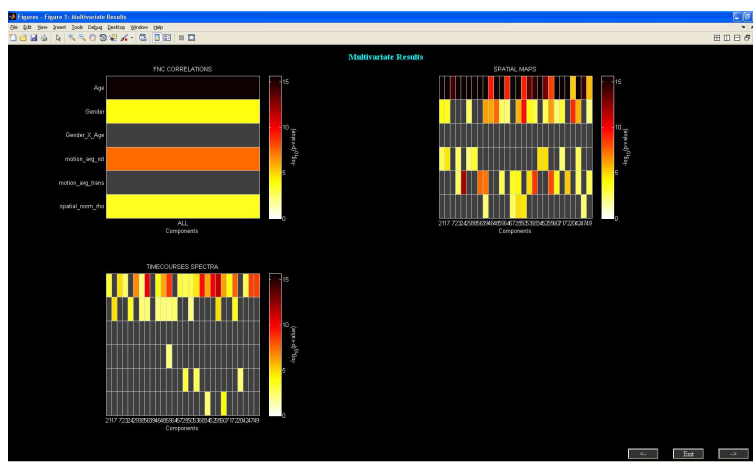 Figures - Figure 1: Multivariate Results
File Edit View Insert Tools Debug Desktop Window Help
Multivariate Results
FNC CORRELATIONS
Age
Gender
Gender_X_Age
motion_avg_rot
motion_avg_trans
spatial_norm_rho
ALL
Components
15
10
5
0
-log10(p-value)
SPATIAL MAPS
Components
15
10
5
0
-log10(p-value)
TIMECOURSES SPECTRA
Components
15
10
5
0
-log10(p-value)
<-
Exit
->